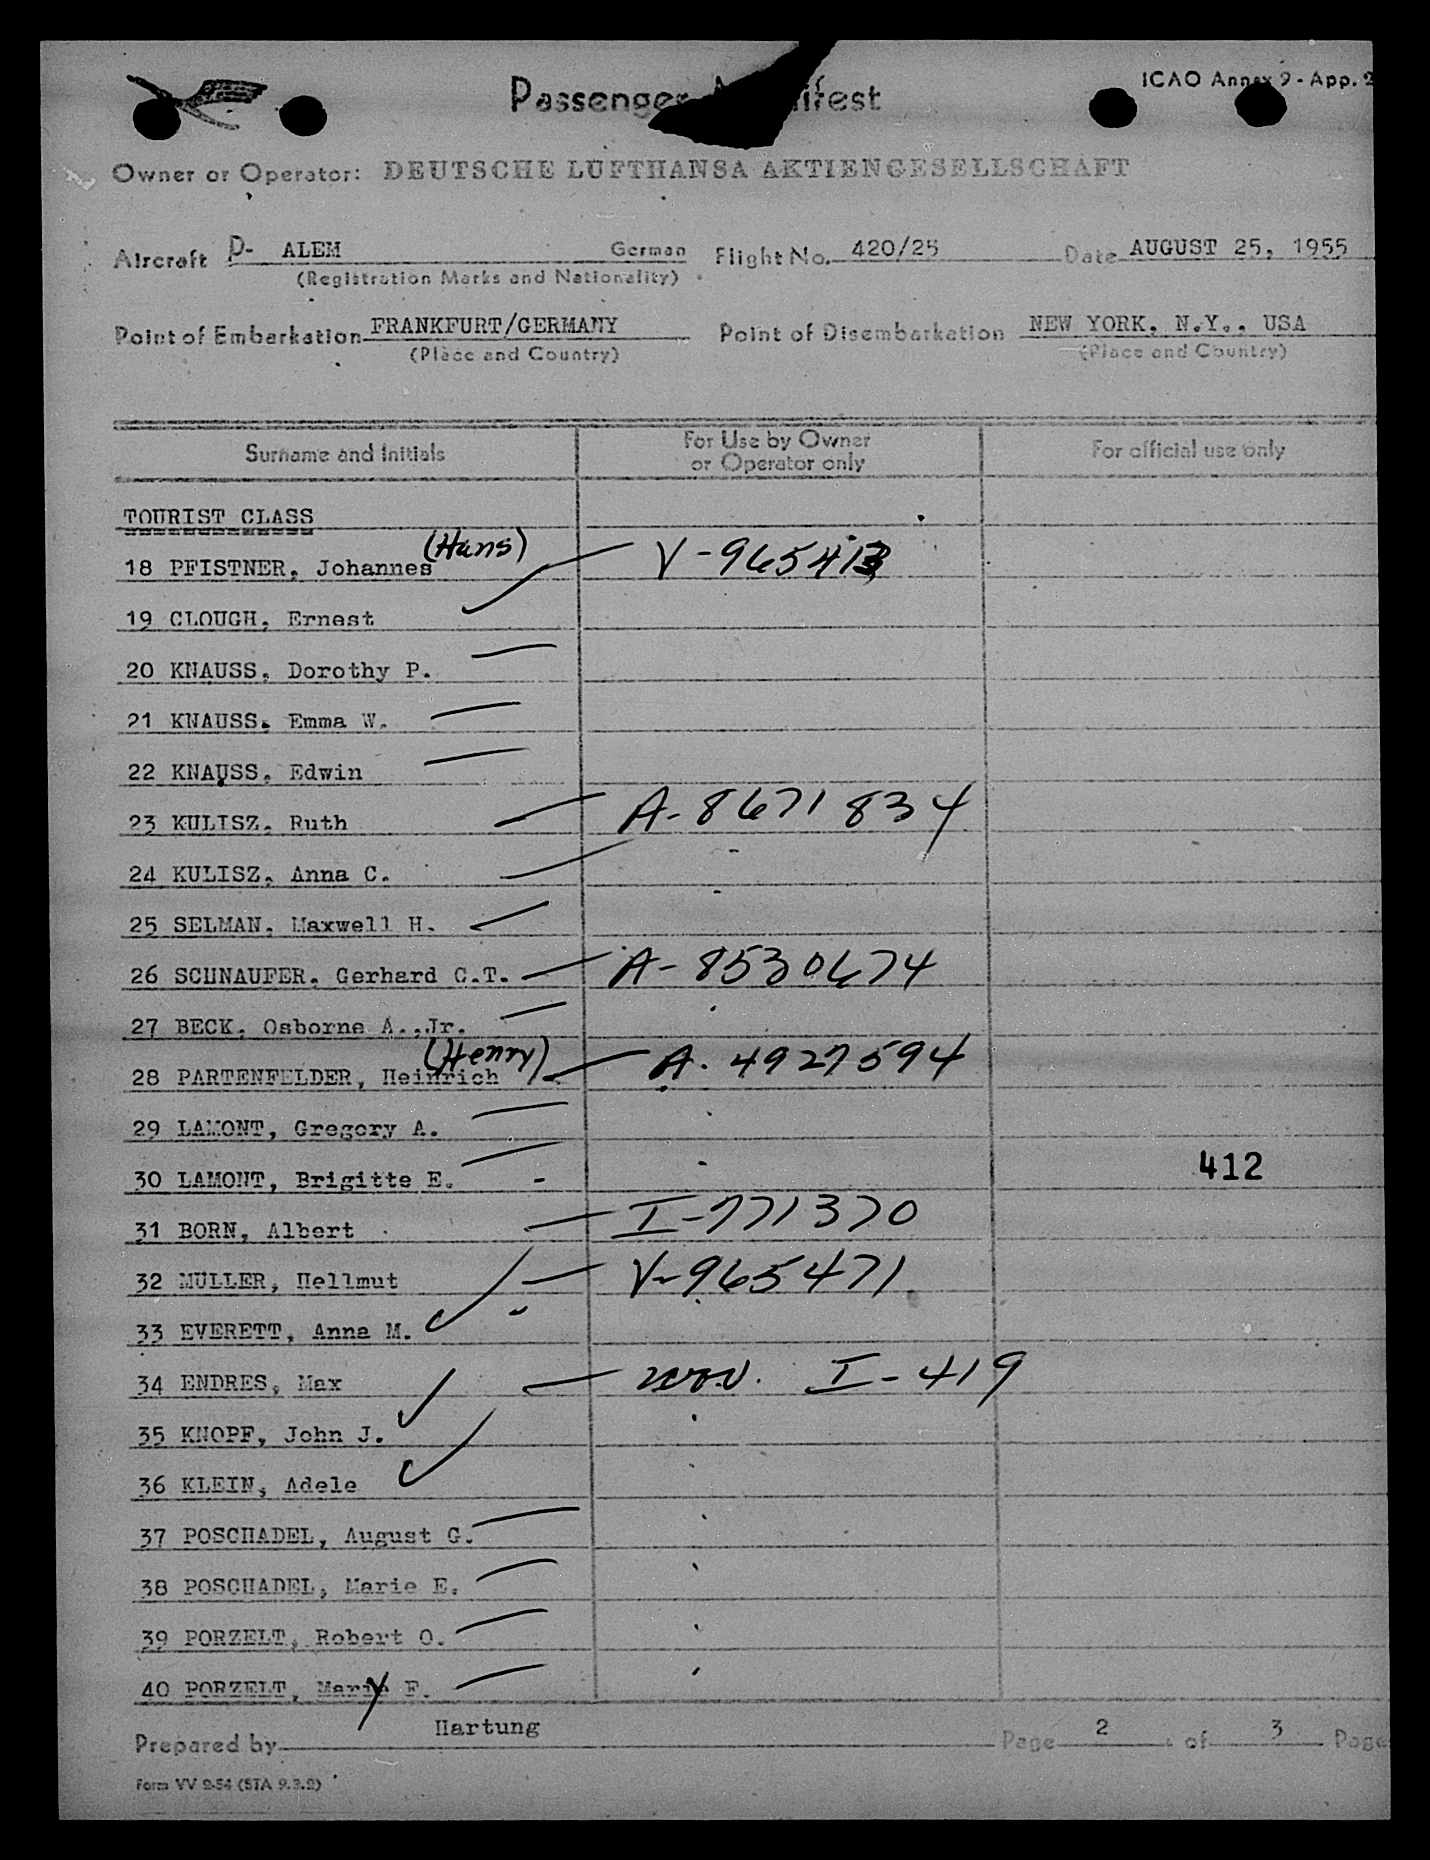 Passenger Manifest
ICAO Annex 9 - App. 2
Owner or Operator: DEUTSCHE LUFTHANSA AKTIENGESELLSCHAFT
Aircraft D- ALEM German Flight No. 420/25 Date AUGUST 25, 1955
(Registration Marks and Nationality)
Point of Embarkation FRANKFURT/GERMANY Point of Disembarkation NEW YORK, N.Y., USA
(Place and Country) (Place and Country)
Surname and Initials For Use by Owner or Operator only For official use only
TOURIST CLASS
(Hans)
18 PFISTNER, Johannes V-965413
19 CLOUGH, Ernest
20 KNAUSS, Dorothy P.
21 KNAUSS, Emma W.
22 KNAUSS, Edwin
23 KULISZ, Ruth A-8671834
24 KULISZ, Anna C.
25 SELMAN, Maxwell H.
26 SCHNAUFER, Gerhard C.T. A-8530674
27 BECK, Osborne A.,Jr.
(Henry)
28 PARTENFELDER, Heinrich A. 4927594
29 LAMONT, Gregory A.
30 LAMONT, Brigitte E. 412
31 BORN, Albert I-771370
32 MULLER, Hellmut V-965471
33 EVERETT, Anna M.
34 ENDRES, Max I-419
35 KNOPF, John J.
36 KLEIN, Adele
37 POSCHADEL, August G.
38 POSCHADEL, Marie E.
39 PORZELT, Robert O.
40 PORZELT, Mary F.
Prepared by Hartung Page 2 of 3 Page
Form VV 2-54 (STA 9.3.2)